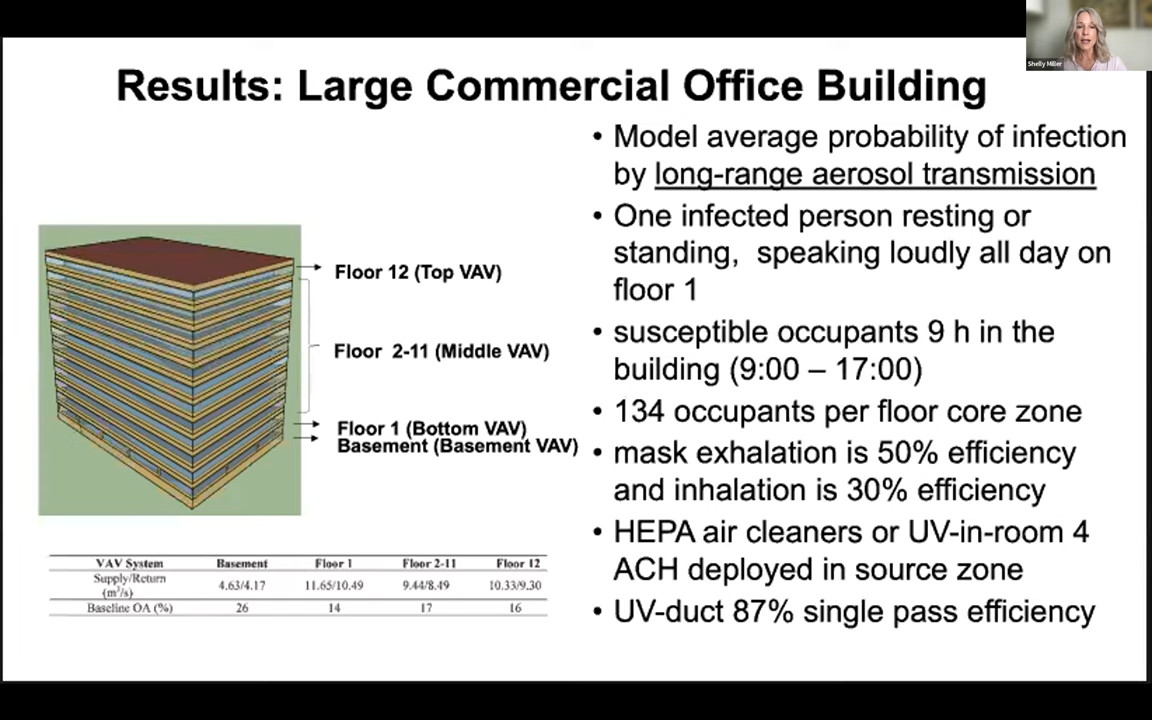 Shelly Miller
Results: Large Commercial Office Building
• Model average probability of infection
by long-range aerosol transmission
• One infected person resting or
standing, speaking loudly all day on
floor 1
• susceptible occupants 9 h in the
building (9:00 – 17:00)
• 134 occupants per floor core zone
• mask exhalation is 50% efficiency
and inhalation is 30% efficiency
• HEPA air cleaners or UV-in-room 4
ACH deployed in source zone
• UV-duct 87% single pass efficiency
Floor 12 (Top VAV)
Floor 2-11 (Middle VAV)
Floor 1 (Bottom VAV)
Basement (Basement VAV)
VAV System Basement Floor 1 Floor 2-11 Floor 12
Supply/Return
(m³/s) 4.63/4.17 11.65/10.49 9.44/8.49 10.33/9.30
Baseline OA (%) 26 14 17 16